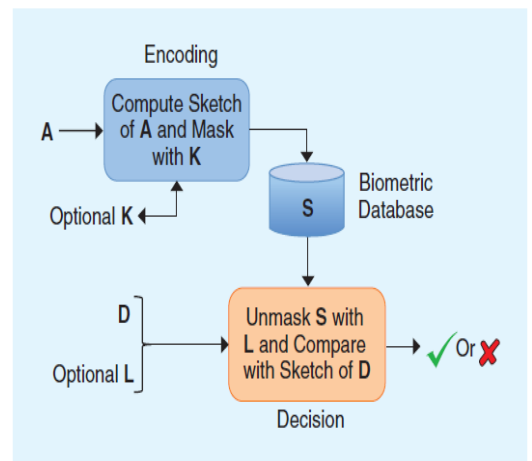 Encoding
Compute Sketch
of A and Mask
with K
A
Optional K
Biometric
Database
S
D
Optional L
Unmask S with
L and Compare
with Sketch of D
Or
Decision